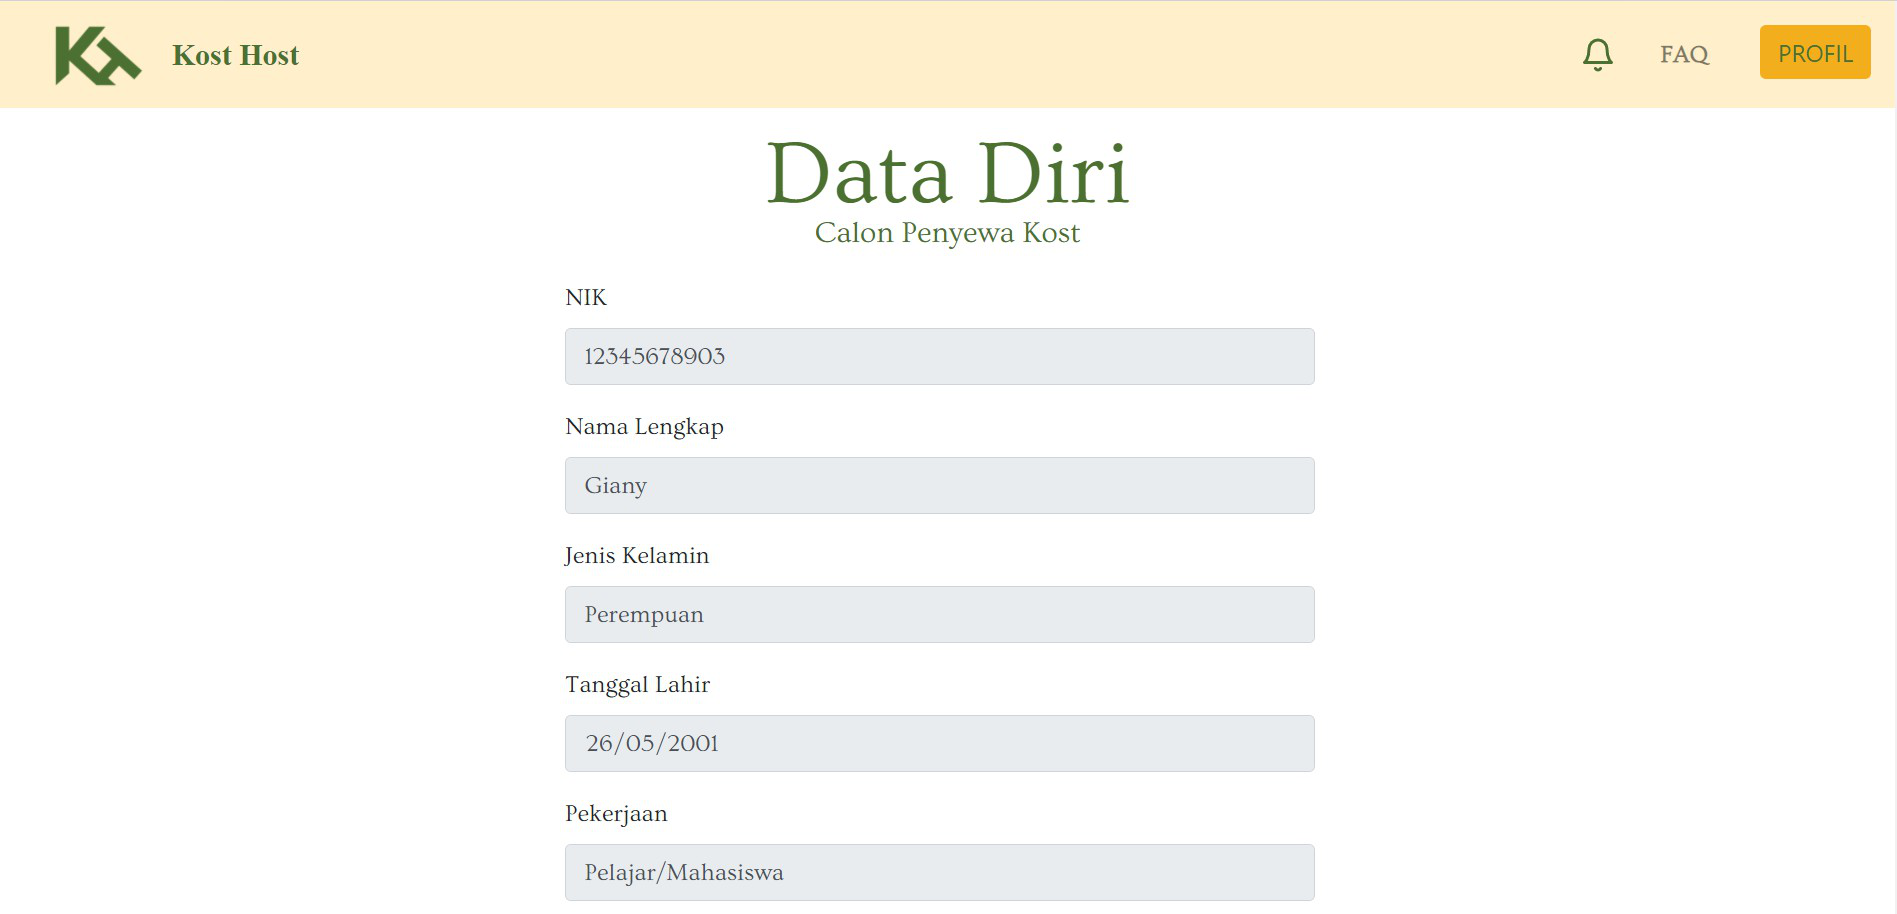 Kost Host
FAQ
PROFIL
Data Diri
Calon Penyewa Kost
NIK
12345678903
Nama Lengkap
Giany
Jenis Kelamin
Perempuan
Tanggal Lahir
26/05/2001
Pekerjaan
Pelajar/Mahasiswa